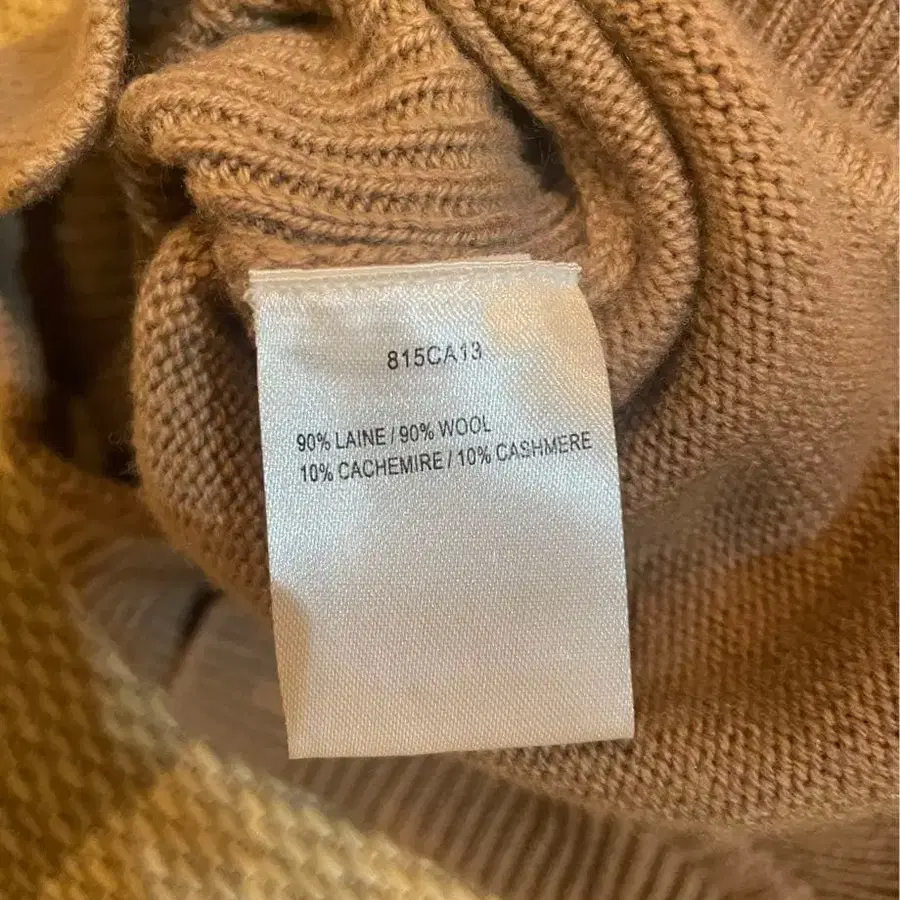 815CA13
90% LAINE / 90% WOOL
10% CACHEMIRE / 10% CASHMERE